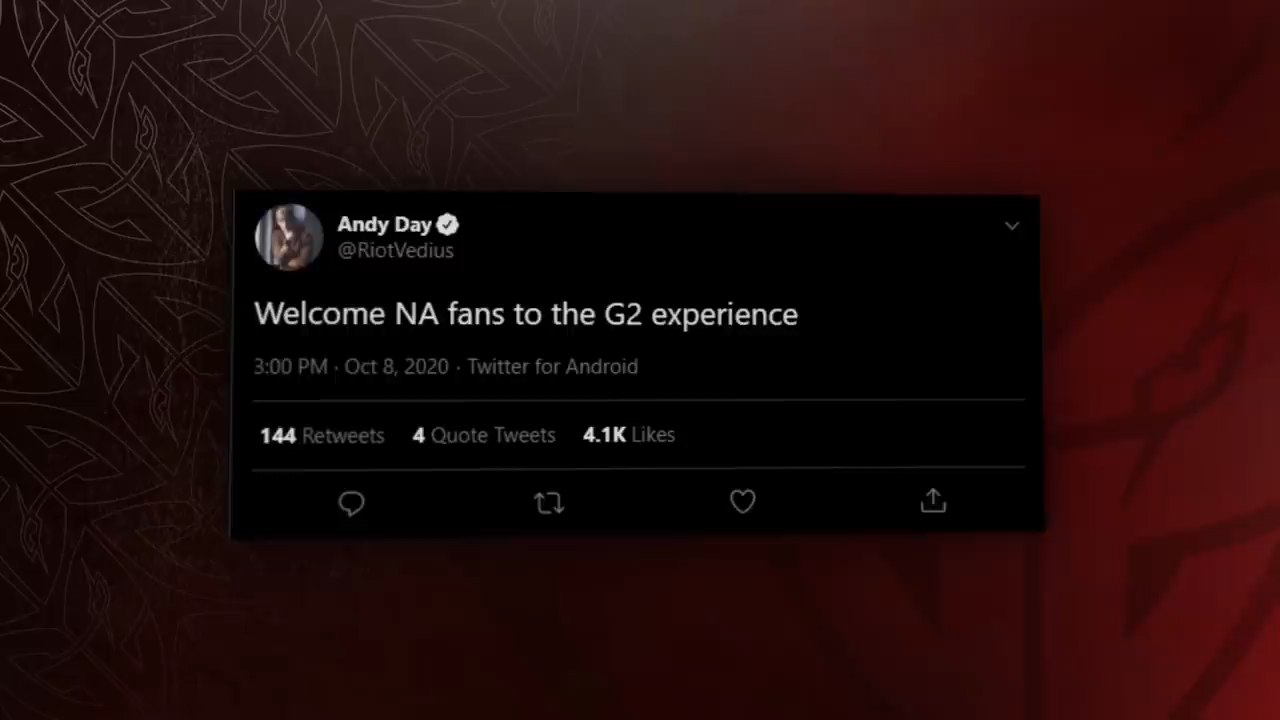 Andy Day
@RiotVedius
Welcome NA fans to the G2 experience
3:00 PM · Oct 8, 2020 · Twitter for Android
144 Retweets 4 Quote Tweets 4.1K Likes